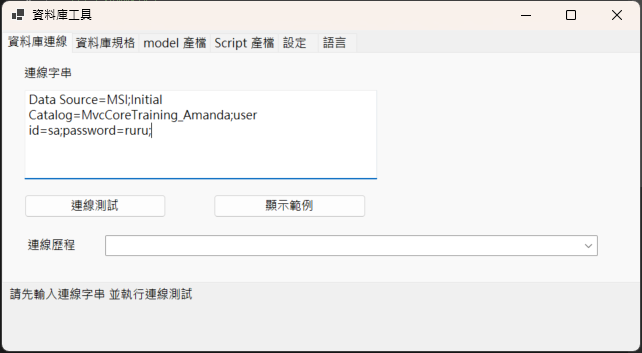 資料庫工具
資料庫連線 資料庫規格 model 產檔 Script 產檔 設定 語言
連線字串
Data Source=MSI;Initial
Catalog=MvcCoreTraining_Amanda;user
id=sa;password=ruru;
連線測試 顯示範例
連線歷程
請先輸入連線字串 並執行連線測試